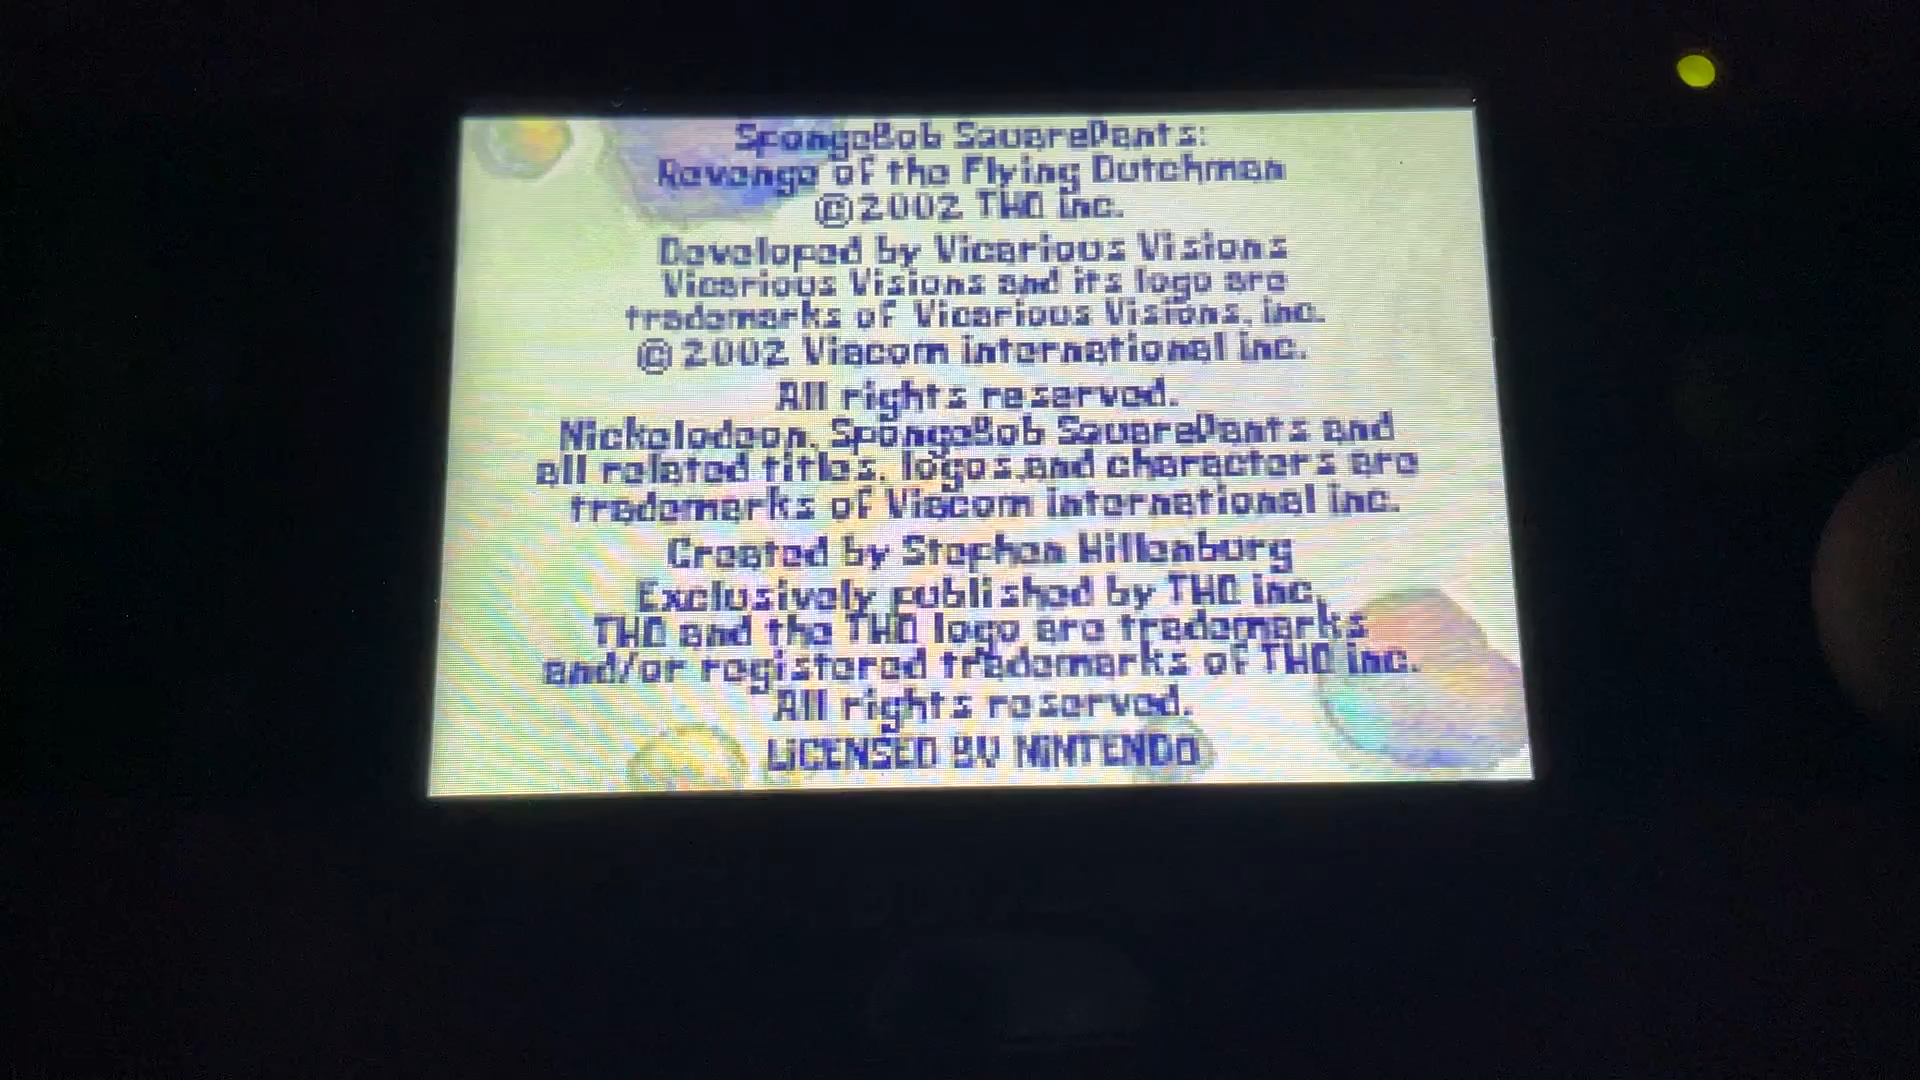 SpongeBob SquarePants:
Revenge of the Flying Dutchman
©2002 THQ inc.
Developed by Vicarious Visions
Vicarious Visions and its logo are
trademarks of Vicarious Visions, inc.
© 2002 Viacom international inc.
All rights reserved.
Nickelodeon, SpongeBob SquarePants and
all related titles, logos,and characters are
trademarks of Viacom international inc.
Created by Stephen Hillenburg
Exclusively published by THQ inc.
THQ and the THQ logo are trademarks
and/or registered trademarks of THQ inc.
All rights reserved.
LiCENSED BY NiNTENDO